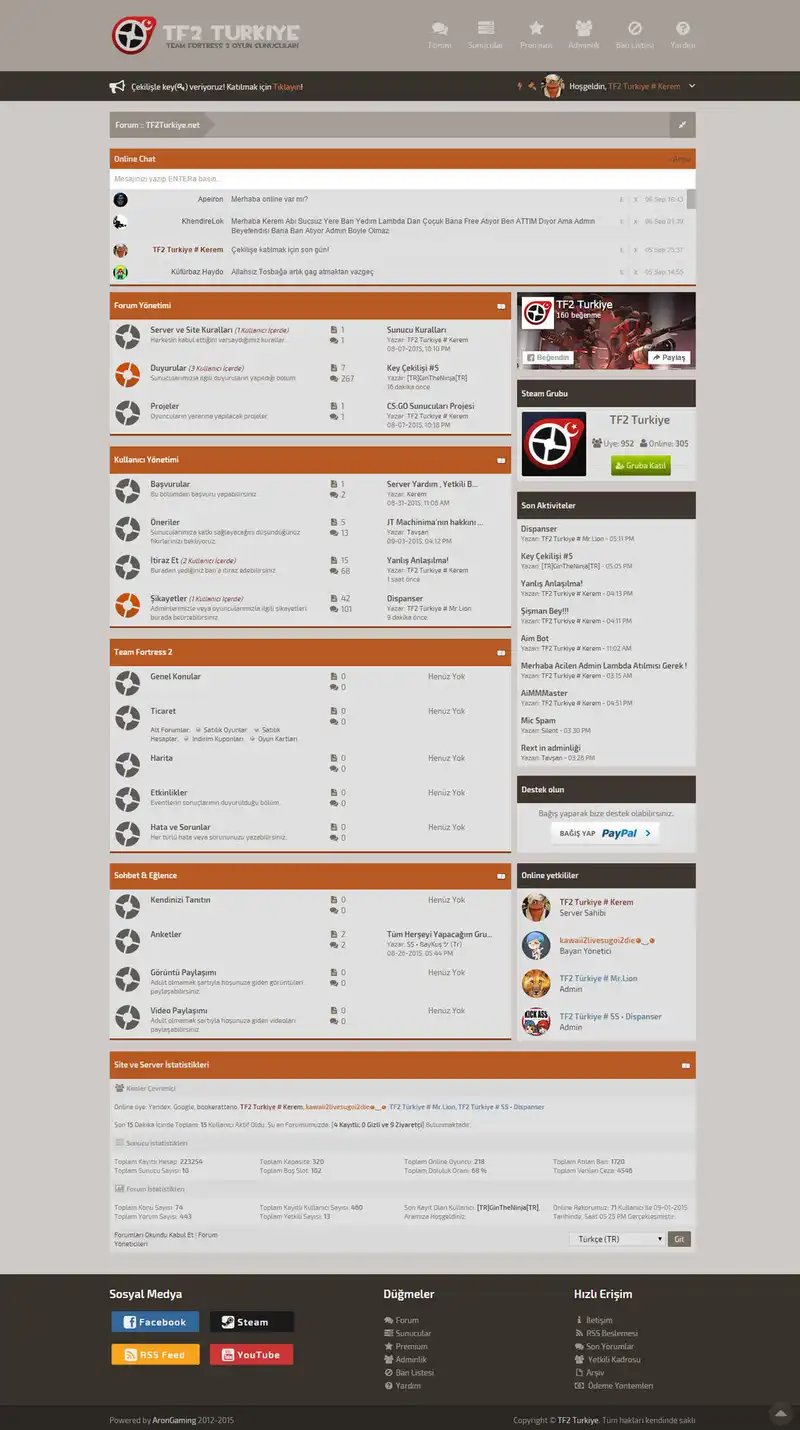 TF2 TURKIYE
TEAM FORTRESS 2 OYUN SUNUCULARI
Forum Sunucular Premium Adminlik Ban Listesi Yardım
Çekilişle key() veriyoruz! Katılmak için Tıklayın!
Hoşgeldin, TF2 Turkiye # Kerem
Forum :: TF2Turkiye.net
Online Chat
Mesajınızı yazıp ENTERa basın...
Apeiron Merhaba online var mı? x x 06 Sep 16:43
KhendireLok Merhaba Kerem Abi Sucsuz Yere Ban Yedim Lambda Dan Çocuk Bana Free Atıyor Ben ATTIM Dıyor Ama Admin x x 06 Sep 01:39
Beyefendisi Bana Ban Atıyor Admin Boyle Olmaz
TF2 Turkiye # Kerem Çekilişe katılmak için son gün! x x 05 Sep 23:37
Küfürbaz Haydo Allahsız Tosbağa artık gag atmaktan vazgeç x x 05 Sep 14:55
Forum Yönetimi
Server ve Site Kuralları (1 Kullanıcı İçerde) 1 Sunucu Kuralları
Herkesin kabul ettiğini varsaydığımız kurallar. 1 Yazar: TF2 Turkiye # Kerem
08-07-2015, 10:10 PM
Duyurular (3 Kullanıcı İçerde) 7 Key Çekilişi #5
Sunucularımızla ilgili duyuruların yapıldığı bölüm. 267 Yazar: [TR]GinTheNinja[TR]
16 dakika önce
Projeler 1 CS:GO Sunucuları Projesi
Oyuncuların yararına yapılacak projeler. 1 Yazar: TF2 Turkiye # Kerem
08-07-2015, 10:18 PM
Kullanıcı Yönetimi
Başvurular 1 Server Yardım , Yetkili B...
Bu bölümden başvuru yapabilirsiniz. 2 Yazar: Kerem
08-31-2015, 11:08 AM
Öneriler 5 JT Machinima'nın hakkını ...
Sunucularımıza katkı sağlayacağını düşündüğünüz 13 Yazar: Tavşan
fikirlerinizi bekliyoruz. 09-03-2015, 04:12 PM
İtiraz Et (2 Kullanıcı İçerde) 15 Yanlış Anlaşılma!
Buradan yediğiniz ban'a itiraz edebilirsiniz. 68 Yazar: TF2 Turkiye # Kerem
1 saat önce
Şikayetler (1 Kullanıcı İçerde) 42 Dispanser
Adminlerimizle veya oyuncularımızla ilgili şikayetleri 101 Yazar: TF2 Türkiye # Mr.Lion
burada belirtebilirsiniz. 9 dakika önce
Team Fortress 2
Genel Konular 0 Henüz Yok
0
Ticaret 0 Henüz Yok
0
Alt Forumlar: Satılık Oyunlar , Satılık
Hesaplar, İndirim Kuponları , Oyun Kartları
Harita 0 Henüz Yok
0
Etkinlikler 0 Henüz Yok
Eventlerin sonuçlarının duyurulduğu bölüm. 0
Hata ve Sorunlar 0 Henüz Yok
Her türlü hata veya sorununuzu yazabilirsiniz. 0
Sohbet & Eğlence
Kendinizi Tanıtın 0 Henüz Yok
0
Anketler 2 Tüm Herşeyi Yapacağım Gru...
2 Yazar: SS • BayKuş ツ (Tr)
08-26-2015, 05:44 PM
Görüntü Paylaşımı 0 Henüz Yok
Adult olmamak şartıyla hoşunuza giden görüntüleri 0
paylaşabilirsiniz.
Video Paylaşımı 0 Henüz Yok
Adult olmamak şartıyla hoşunuza giden videoları 0
paylaşabilirsiniz.
TF2 Turkiye
160 beğenme
Beğendin Paylaş
Steam Grubu
TF2 Turkiye
Üye: 952 Online: 305
Gruba Katıl
Son Aktiviteler
Dispanser
Yazan: TF2 Türkiye # Mr.Lion - 05:11 PM
Key Çekilişi #5
Yazan: [TR]GinTheNinja[TR] - 05:05 PM
Yanlış Anlaşılma!
Yazan: TF2 Turkiye # Kerem - 04:13 PM
Şişman Bey!!!
Yazan: TF2 Turkiye # Kerem - 04:11 PM
Aim Bot
Yazan: TF2 Turkiye # Kerem - 11:02 AM
Merhaba Acilen Admin Lambda Atılmısı Gerek !
Yazan: TF2 Turkiye # Kerem - 03:15 AM
AiMMMaster
Yazan: TF2 Turkiye # Kerem - 04:51 PM
Mic Spam
Yazan: Silent - 03:30 PM
Rext in adminliği
Yazan: Tavşan - 03:26 PM
Destek olun
Bağış yaparak bize destek olabilirsiniz.
BAĞIŞ YAP PayPal
Online yetkililer
TF2 Turkiye # Kerem
Server Sahibi
kawaii2livesugoi2die◕‿◕
Bayan Yönetici
TF2 Türkiye # Mr.Lion
Admin
TF2 Türkiye # SS • Dispanser
Admin
KICK ASS
Site ve Server İstatistikleri
Kimler Çevrimiçi
Online üye: Yandex, Google, bookerattano, TF2 Turkiye # Kerem, kawaii2livesugoi2die◕‿◕, TF2 Türkiye # Mr.Lion, TF2 Türkiye # SS • Dispanser
Son 15 Dakika İçinde Toplam: 15 Kullanıcı Aktif Oldu. Şu an Forumumuzda: [4 Kayıtlı, 0 Gizli ve 9 Ziyaretçi] Bulunmaktadır.
Sunucu İstatistikleri
Toplam Kayıtlı Hesap: 223254 Toplam Kapasite: 320 Toplam Online Oyuncu: 218 Toplam Atılan Ban: 1720
Toplam Sunucu Sayısı: 10 Toplam Boş Slot: 102 Toplam Doluluk Oranı: 68 % Toplam Verilen Ceza: 4546
Forum İstatistikleri
Toplam Konu Sayısı: 74 Toplam Kayıtlı Kullanıcı Sayısı: 460 Son Kayıt Olan Kullanıcı: [TR]GinTheNinja[TR] Online Rekorumuz: 71 Kullanıcı ile 09-01-2015
Toplam Yorum Sayısı: 443 Toplam Yetkili Sayısı: 13 Aramıza Hoşgeldiniz. Tarihinde, Saat 05:25 PM Gerçekleşmiştir.
Forumları Okundu Kabul Et | Forum
Yöneticileri
Türkçe (TR) Git
Sosyal Medya
Facebook Steam
RSS Feed YouTube
Düğmeler
Forum
Sunucular
Premium
Adminlik
Ban Listesi
Yardım
Hızlı Erişim
İletişim
RSS Beslemesi
Son Yorumlar
Yetkili Kadrosu
Arşiv
Ödeme Yöntemleri
Powered by AronGaming 2012-2015
Copyright © TF2 Turkiye. Tüm hakları kendinde saklı